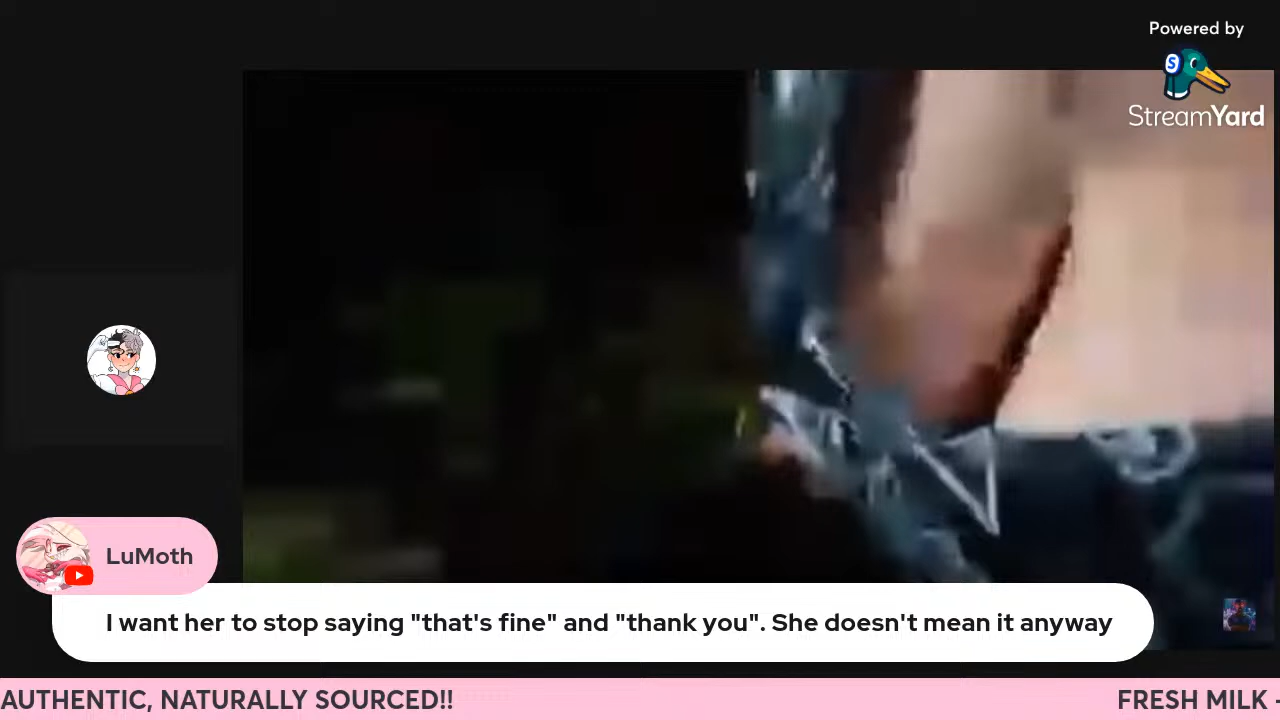 Powered by
StreamYard
LuMoth
I want her to stop saying "that's fine" and "thank you". She doesn't mean it anyway
AUTHENTIC, NATURALLY SOURCED!!
FRESH MILK -